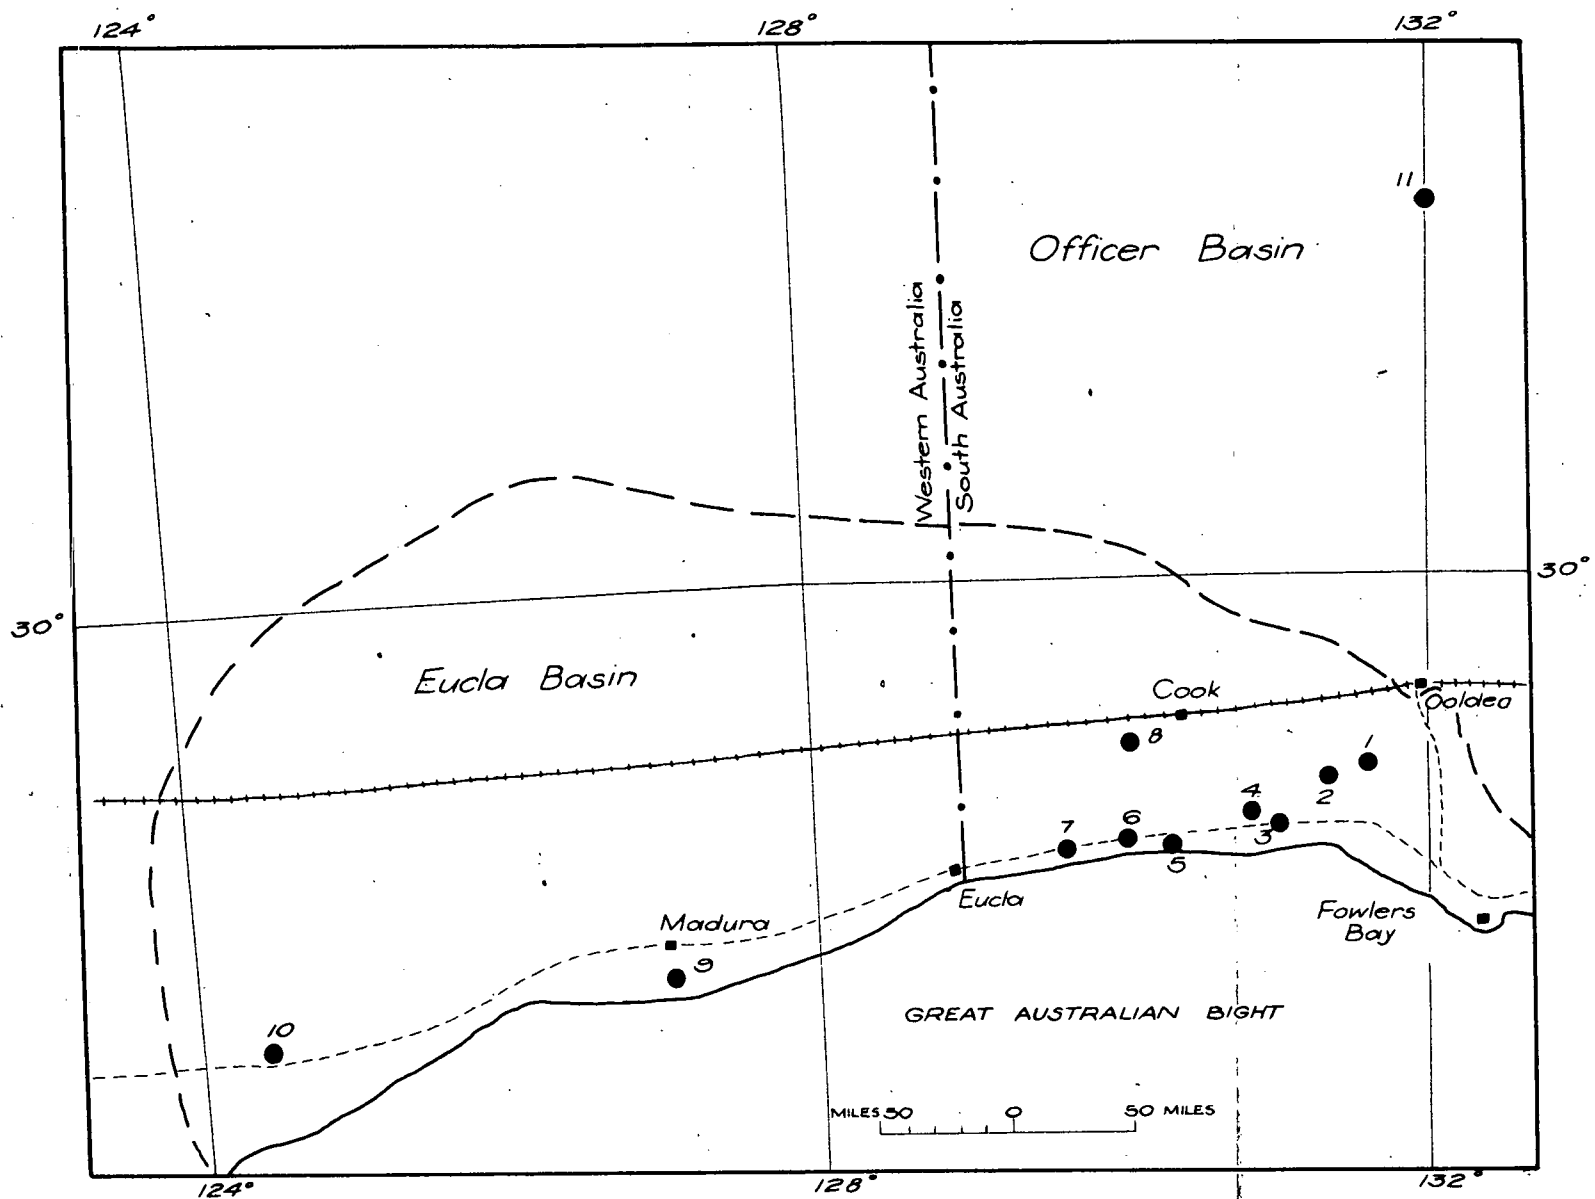 124°
128°
132°
11
Officer Basin
Western Australia
South Australia
30°
30°
Eucla Basin
Cook
Ooldea
8
1
2
4
3
7
6
5
Eucla
Madura
9
Fowlers
Bay
GREAT AUSTRALIAN BIGHT
10
MILES 50 0 50 MILES
124°
128°
132°